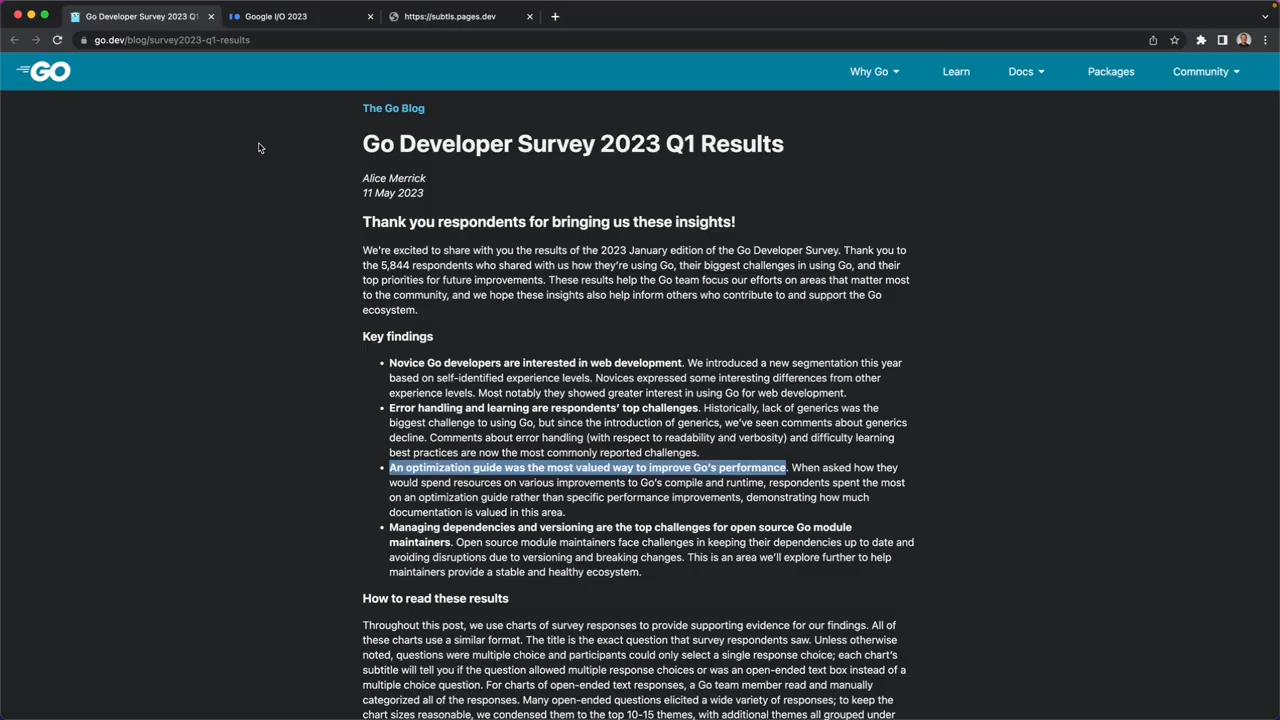 Go Developer Survey 2023 Q1
Google I/O 2023
https://subtls.pages.dev
go.dev/blog/survey2023-q1-results
GO
Why Go
Learn
Docs
Packages
Community
The Go Blog
Go Developer Survey 2023 Q1 Results
Alice Merrick
11 May 2023
Thank you respondents for bringing us these insights!
We’re excited to share with you the results of the 2023 January edition of the Go Developer Survey. Thank you to
the 5,844 respondents who shared with us how they’re using Go, their biggest challenges in using Go, and their
top priorities for future improvements. These results help the Go team focus our efforts on areas that matter most
to the community, and we hope these insights also help inform others who contribute to and support the Go
ecosystem.
Key findings
• Novice Go developers are interested in web development. We introduced a new segmentation this year
based on self-identified experience levels. Novices expressed some interesting differences from other
experience levels. Most notably they showed greater interest in using Go for web development.
• Error handling and learning are respondents’ top challenges. Historically, lack of generics was the
biggest challenge to using Go, but since the introduction of generics, we’ve seen comments about generics
decline. Comments about error handling (with respect to readability and verbosity) and difficulty learning
best practices are now the most commonly reported challenges.
• An optimization guide was the most valued way to improve Go’s performance. When asked how they
would spend resources on various improvements to Go’s compile and runtime, respondents spent the most
on an optimization guide rather than specific performance improvements, demonstrating how much
documentation is valued in this area.
• Managing dependencies and versioning are the top challenges for open source Go module
maintainers. Open source module maintainers face challenges in keeping their dependencies up to date and
avoiding disruptions due to versioning and breaking changes. This is an area we’ll explore further to help
maintainers provide a stable and healthy ecosystem.
How to read these results
Throughout this post, we use charts of survey responses to provide supporting evidence for our findings. All of
these charts use a similar format. The title is the exact question that survey respondents saw. Unless otherwise
noted, questions were multiple choice and participants could only select a single response choice; each chart’s
subtitle will tell you if the question allowed multiple response choices or was an open-ended text box instead of a
multiple choice question. For charts of open-ended text responses, a Go team member read and manually
categorized all of the responses. Many open-ended questions elicited a wide variety of responses; to keep the
chart sizes reasonable, we condensed them to the top 10-15 themes, with additional themes all grouped under